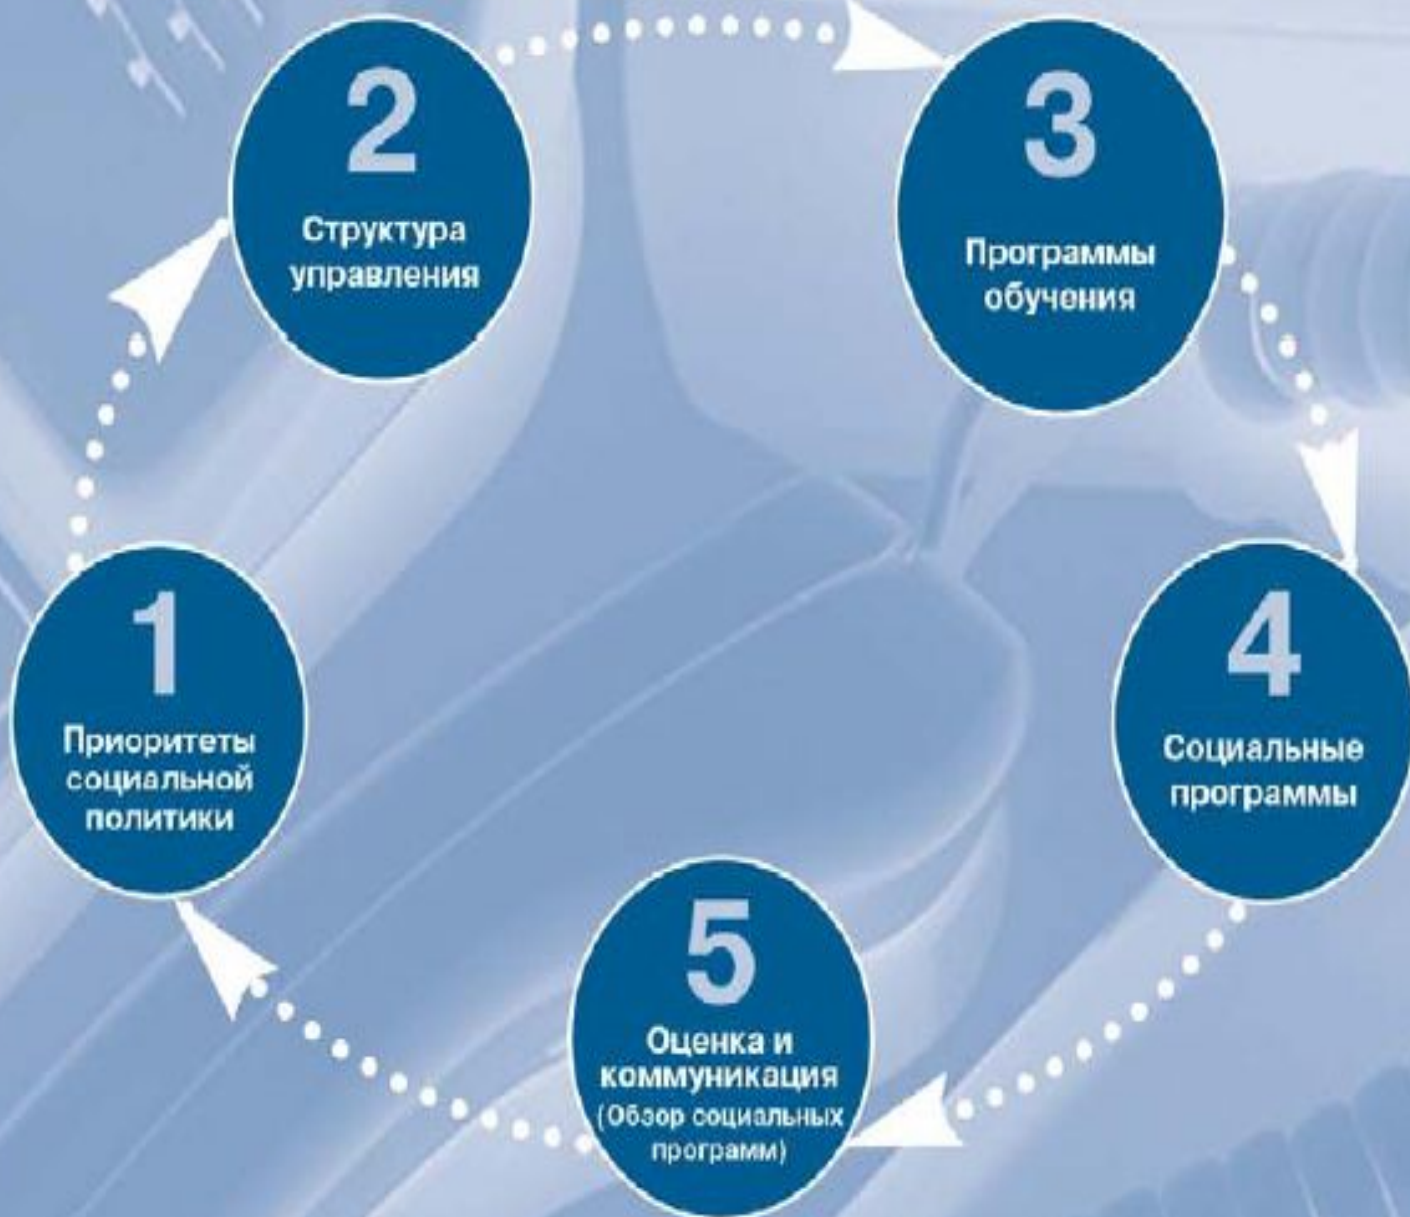 1
Приоритеты
социальной
политики
2
Структура
управления
3
Программы
обучения
4
Социальные
программы
5
Оценка и
коммуникация
(Обзор социальных
программ)